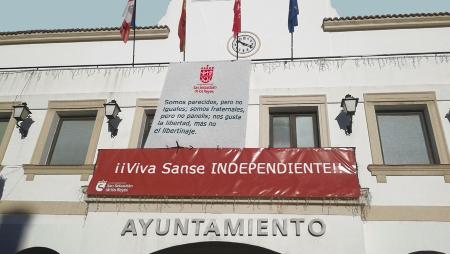 San Sebastián
de los Reyes
Somos parecidos, pero no
iguales; somos fraternales,
pero no panolis; nos gusta
la libertad, mas no
el libertinaje.
¡¡Viva Sanse INDEPENDIENTE!!
San Sebastián
de los Reyes
AYUNTAMIENTO